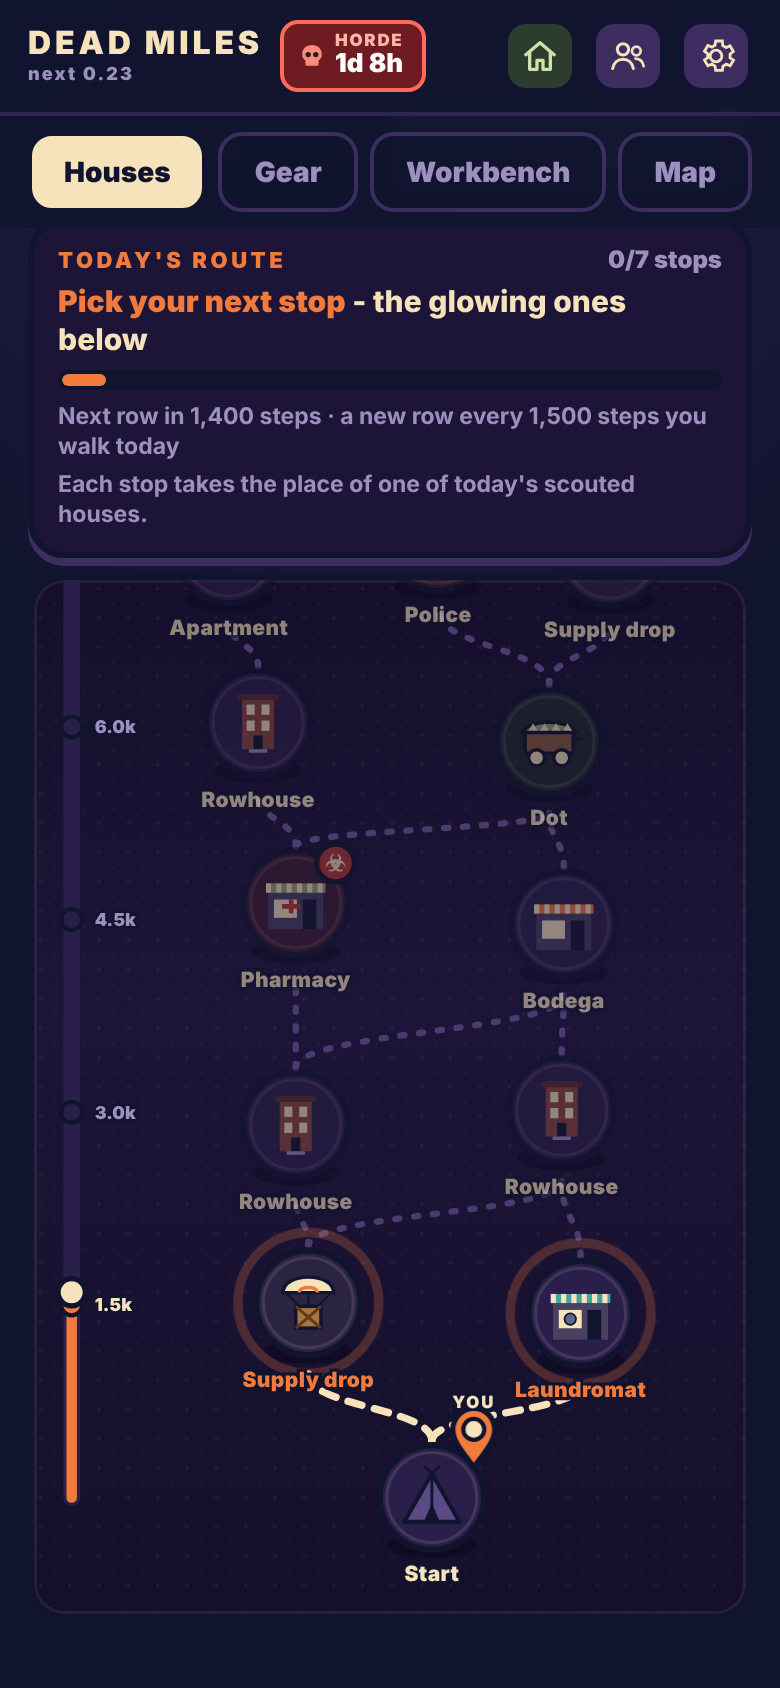 DEAD MILES
next 0.23
HORDE
1d 8h
Houses
Gear
Workbench
Map
TODAY'S ROUTE
0/7 stops
Pick your next stop - the glowing ones
below
Next row in 1,400 steps · a new row every 1,500 steps you
walk today
Each stop takes the place of one of today's scouted
houses.
Apartment
Police
Supply drop
6.0k
Rowhouse
Dot
4.5k
Pharmacy
Bodega
3.0k
Rowhouse
Rowhouse
1.5k
Supply drop
Laundromat
YOU
Start